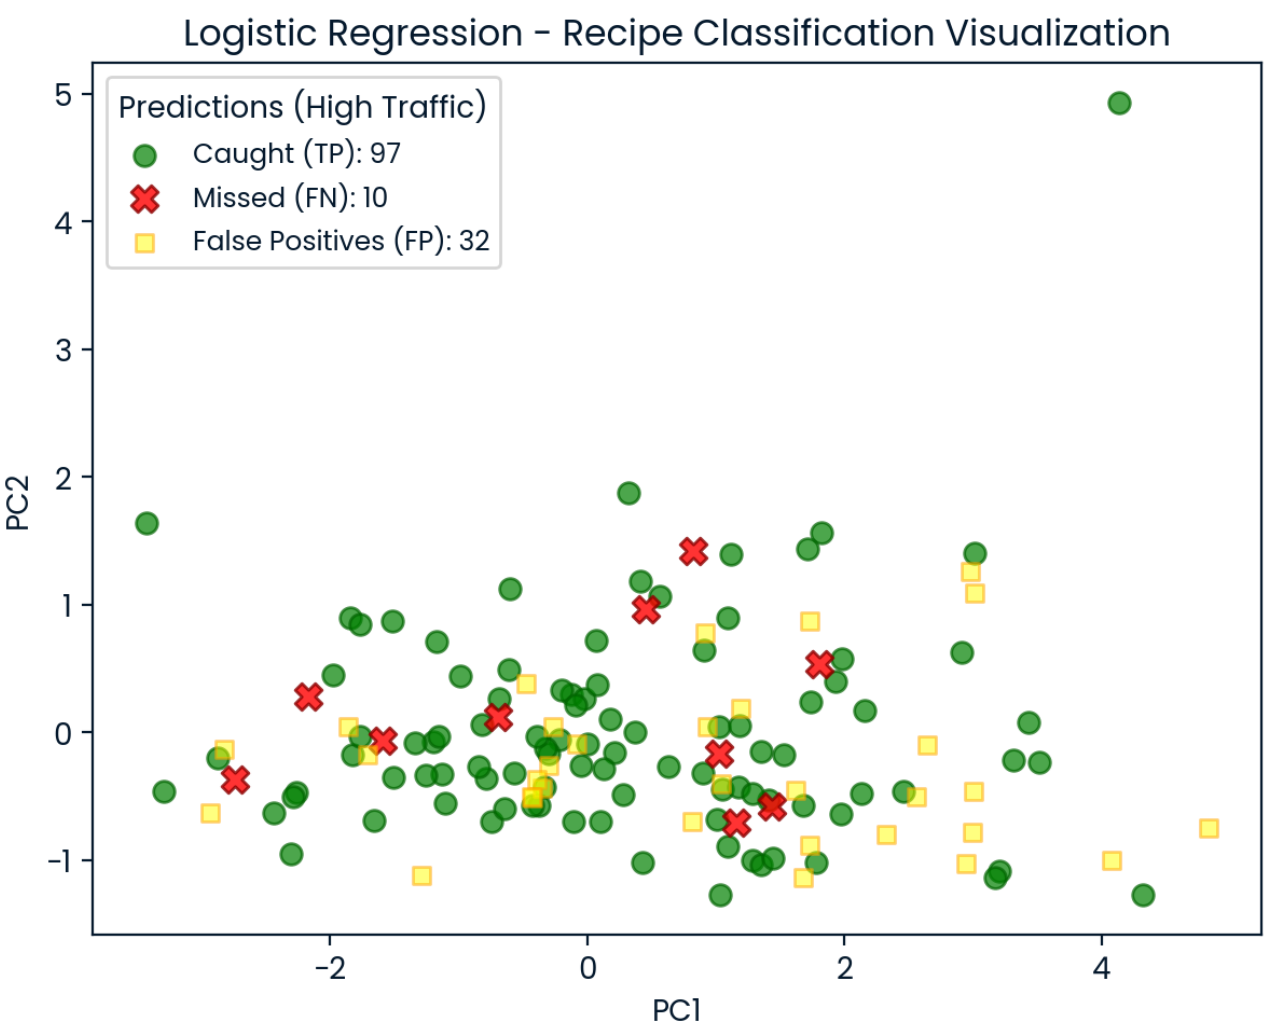 Logistic Regression - Recipe Classification Visualization
Predictions (High Traffic)
Caught (TP): 97
Missed (FN): 10
False Positives (FP): 32
5
4
3
2
1
0
−1
PC2
−2
0
2
4
PC1